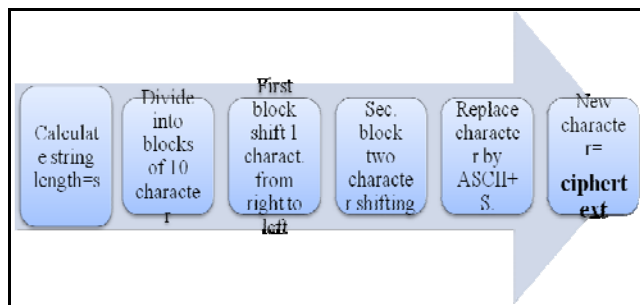 Calculat
e string
length=s
Divide
into
blocks
of 10
characte
r
First
block
shift 1
charact.
from
right to
left
Sec.
block
two
characte
r shifting
Replace
characte
r by
ASCII+
S.
New
characte
r=
ciphert
ext